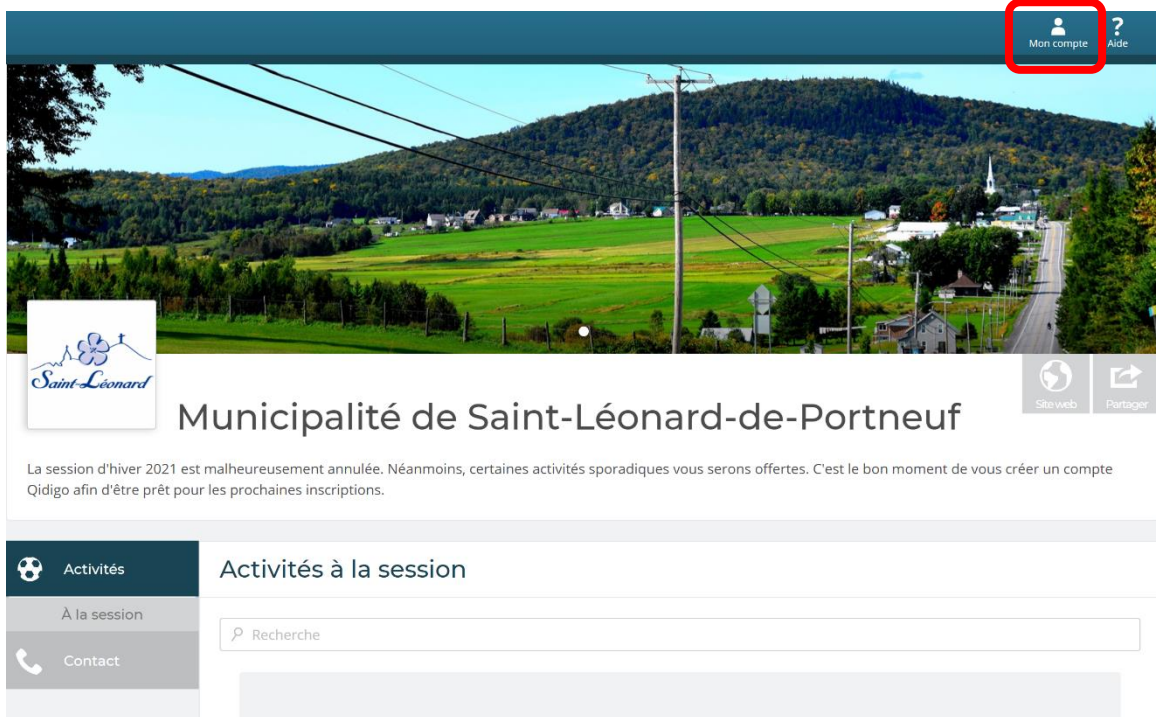 Mon compte
?
Aide
Saint-Léonard
Site web
Partager
Municipalité de Saint-Léonard-de-Portneuf
La session d'hiver 2021 est malheureusement annulée. Néanmoins, certaines activités sporadiques vous serons offertes. C'est le bon moment de vous créer un compte
Qidigo afin d'être prêt pour les prochaines inscriptions.
Activités
Activités à la session
À la session
Recherche
Contact